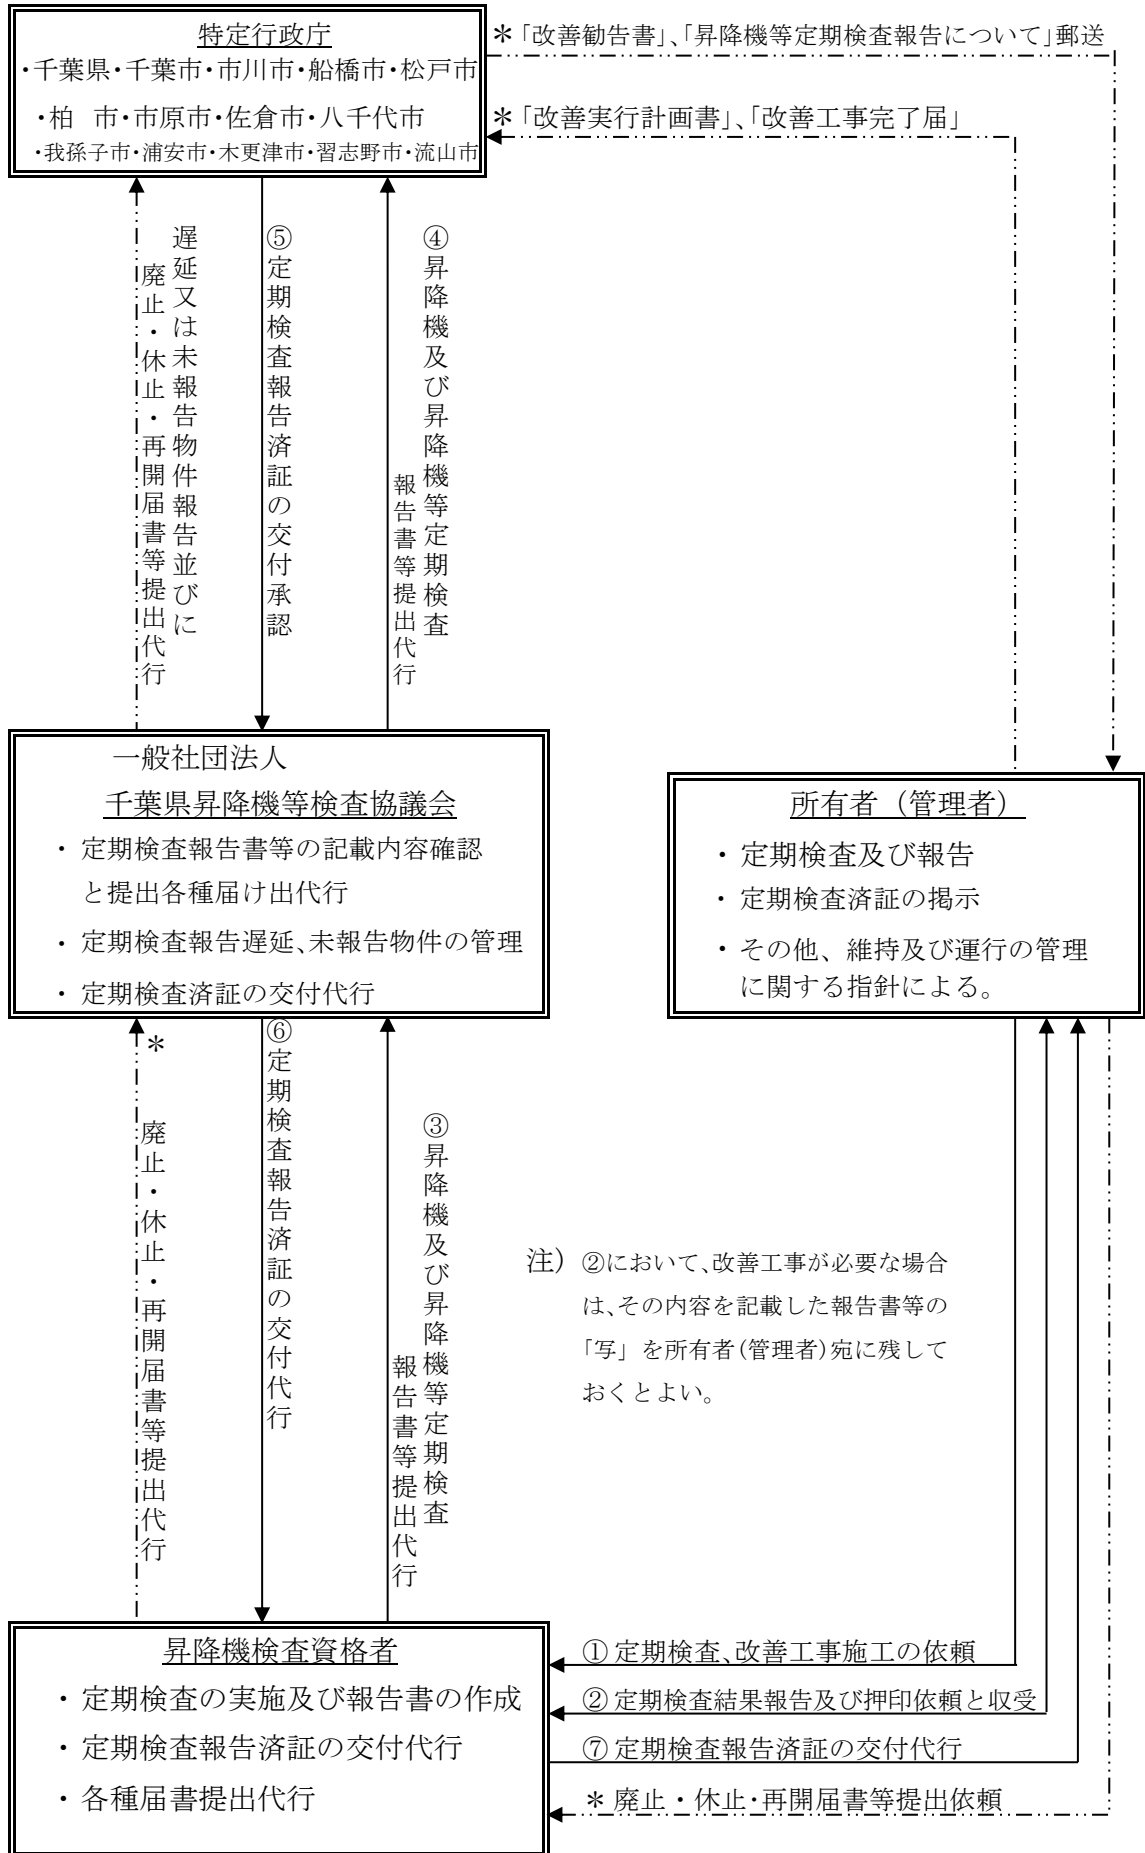 特定行政庁
・千葉県・千葉市・市川市・船橋市・松戸市
・柏　市・市原市・佐倉市・八千代市
・我孫子市・浦安市・木更津市・習志野市・流山市
＊「改善勧告書」、「昇降機等定期検査報告について」郵送
＊「改善実行計画書」、「改善工事完了届」
遅延又は未報告物件報告並びに
廃止・休止・再開届書等提出代行
⑤定期検査報告済証の交付承認
④昇降機及び昇降機等定期検査
報告書等提出代行
一般社団法人
千葉県昇降機等検査協議会
・ 定期検査報告書等の記載内容確認
と提出各種届け出代行
・ 定期検査報告遅延、未報告物件の管理
・ 定期検査済証の交付代行
所有者（管理者）
・ 定期検査及び報告
・ 定期検査済証の掲示
・ その他、維持及び運行の管理
に関する指針による。
＊
廃止・休止・再開届書等提出代行
⑥定期検査報告済証の交付代行
③昇降機及び昇降機等定期検査
報告書等提出代行
注）②において、改善工事が必要な場合
は、その内容を記載した報告書等の
「写」を所有者(管理者)宛に残して
おくとよい。
昇降機検査資格者
・ 定期検査の実施及び報告書の作成
・ 定期検査報告済証の交付代行
・ 各種届書提出代行
① 定期検査、改善工事施工の依頼
② 定期検査結果報告及び押印依頼と収受
⑦ 定期検査報告済証の交付代行
＊ 廃止・休止・再開届書等提出依頼